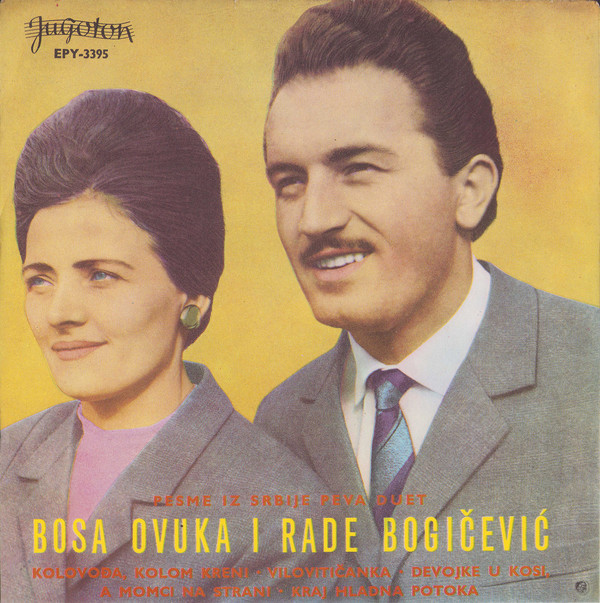 Jugoton
EPY-3395
PESME IZ SRBIJE PEVA DUET
BOSA OVUKA I RADE BOGIČEVIĆ
KOLOVOĐA, KOLOM KRENI · VILOVITIČANKA · DEVOJKE U KOSI,
A MOMCI NA STRANI · KRAJ HLADNA POTOKA